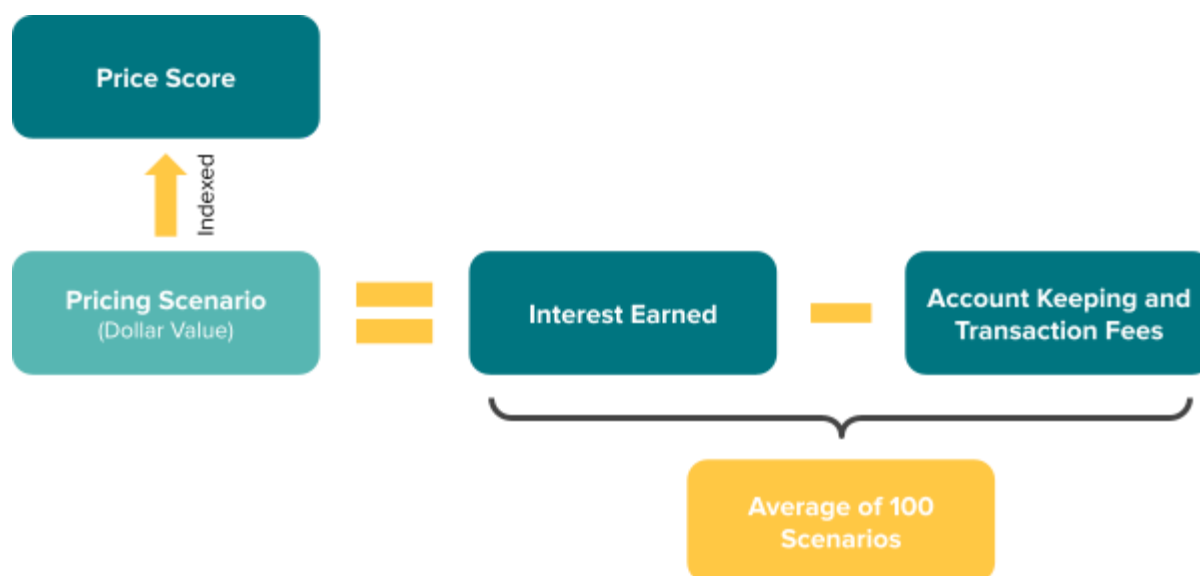 Price Score
Indexed
Pricing Scenario
(Dollar Value)
Interest Earned
Account Keeping and
Transaction Fees
Average of 100
Scenarios